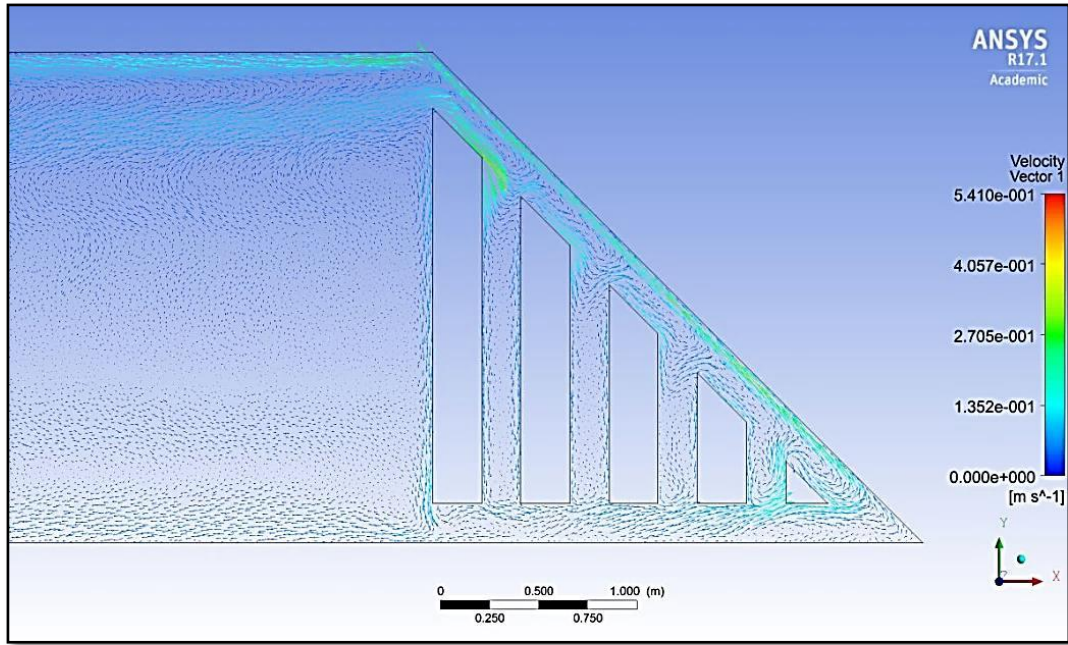 ANSYS
R17.1
Academic
Velocity
Vector 1
5.410e-001
4.057e-001
2.705e-001
1.352e-001
0.000e+000
[m s^-1]
Y
Z
X
0 0.500 1.000 (m)
0.250 0.750